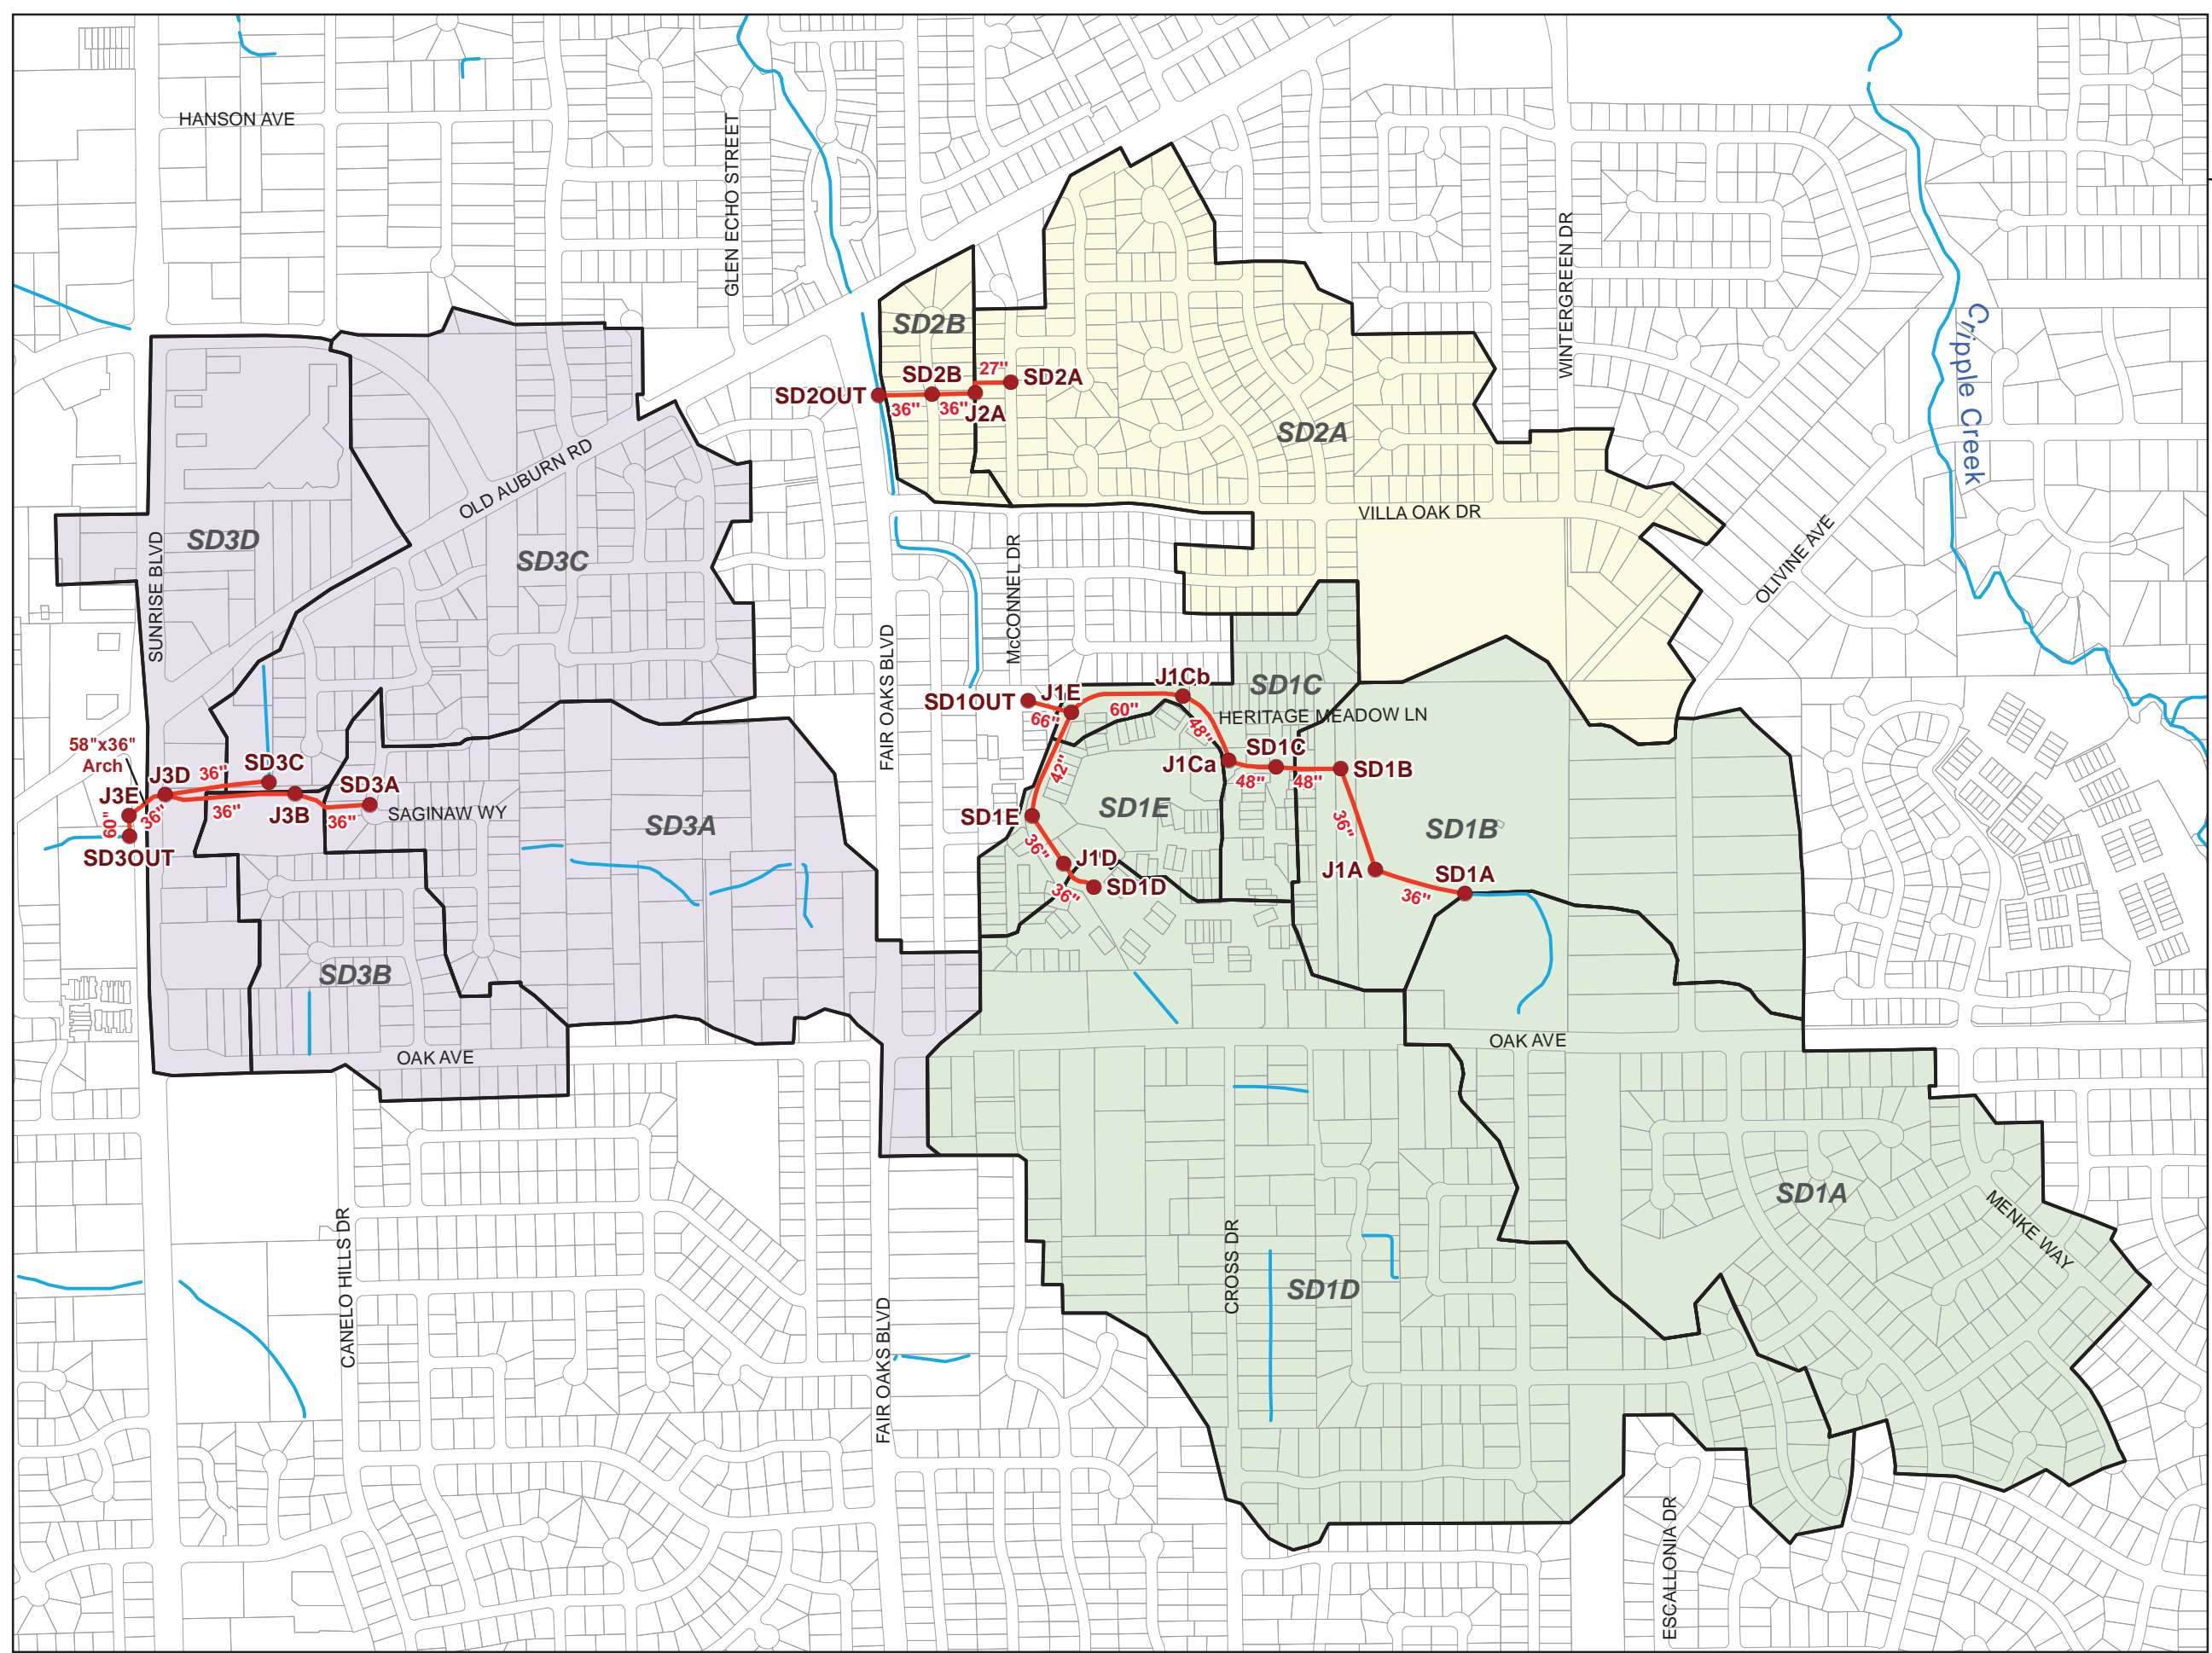 HANSON AVE
GLEN ECHO STREET
WINTERGREEN DR
Cripple Creek
SD2B
27"
SD2B
SD2A
SD2OUT
36"
36"
J2A
SD2A
OLD AUBURN RD
VILLA OAK DR
SD3D
SUNRISE BLVD
SD3C
McCONNEL DR
OLIVINE AVE
FAIR OAKS BLVD
J1Cb
SD1C
SD1OUT
J1E
66"
60"
48"
HERITAGE MEADOW LN
58"x36"
Arch
SD1C
J3D
36"
SD3C
J1Ca
SD1B
42"
48"
48"
SD3A
J3E
60"
36"
36"
J3B
36"
SAGINAW WY
SD1E
SD1E
SD3A
36"
SD1B
SD3OUT
36"
J1D
J1A
SD1A
SD1D
36"
36"
SD3B
OAK AVE
OAK AVE
SD1A
MENKE WAY
CANELO HILLS DR
CROSS DR
SD1D
FAIR OAKS BLVD
ESCALLONIA DR